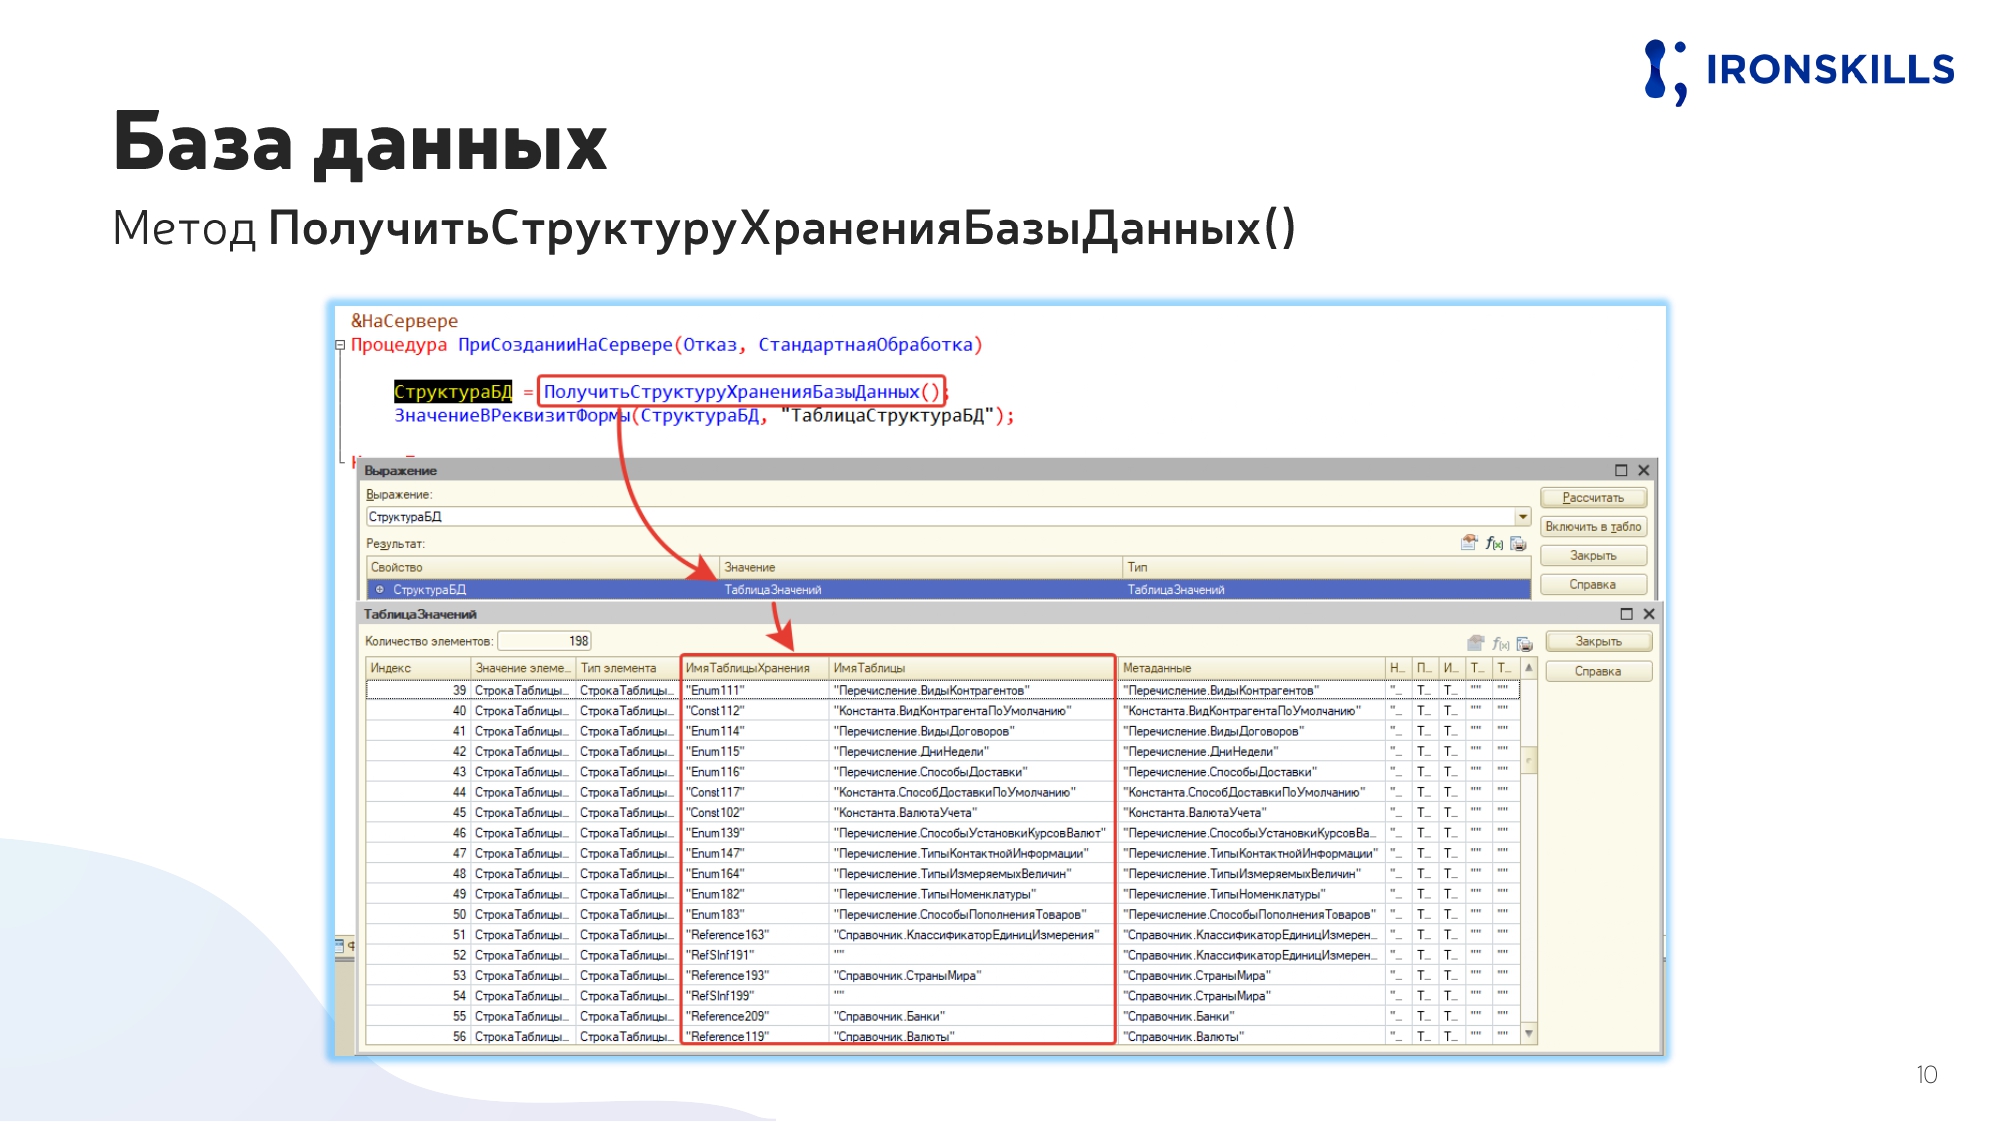 IRONSKILLS
База данных
Метод ПолучитьСтруктуруХраненияБазыДанных()
&НаСервере
Процедура ПриСозданииНаСервере(Отказ, СтандартнаяОбработка)
СтруктураБД = ПолучитьСтруктуруХраненияБазыДанных();
ЗначениеВРеквизитФормы(СтруктураБД, "ТаблицаСтруктураБД");
Выражение
Выражение:
Рассчитать
СтруктураБД
Включить в табло
Результат:
Закрыть
Свойство Значение Тип
Справка
СтруктураБД ТаблицаЗначений ТаблицаЗначений
ТаблицаЗначений
Количество элементов: 198
Закрыть
Индекс Значение элеме... Тип элемента ИмяТаблицыХранения ИмяТаблицы Метаданные Н... П... И... Т... Т...
Справка
39 СтрокаТаблицы... СтрокаТаблицы... "Enum111" "Перечисление.ВидыКонтрагентов" "Перечисление.ВидыКонтрагентов" "... Т... Т... "" ""
40 СтрокаТаблицы... СтрокаТаблицы... "Const112" "Константа.ВидКонтрагентаПоУмолчанию" "Константа.ВидКонтрагентаПоУмолчанию" "... Т... Т... "" ""
41 СтрокаТаблицы... СтрокаТаблицы... "Enum114" "Перечисление.ВидыДоговоров" "Перечисление.ВидыДоговоров" "... Т... Т... "" ""
42 СтрокаТаблицы... СтрокаТаблицы... "Enum115" "Перечисление.ДниНедели" "Перечисление.ДниНедели" "... Т... Т... "" ""
43 СтрокаТаблицы... СтрокаТаблицы... "Enum116" "Перечисление.СпособыДоставки" "Перечисление.СпособыДоставки" "... Т... Т... "" ""
44 СтрокаТаблицы... СтрокаТаблицы... "Const117" "Константа.СпособДоставкиПоУмолчанию" "Константа.СпособДоставкиПоУмолчанию" "... Т... Т... "" ""
45 СтрокаТаблицы... СтрокаТаблицы... "Const102" "Константа.ВалютаУчета" "Константа.ВалютаУчета" "... Т... Т... "" ""
46 СтрокаТаблицы... СтрокаТаблицы... "Enum139" "Перечисление.СпособыУстановкиКурсовВалют" "Перечисление.СпособыУстановкиКурсовВа... "... Т... Т... "" ""
47 СтрокаТаблицы... СтрокаТаблицы... "Enum147" "Перечисление.ТипыКонтактнойИнформации" "Перечисление.ТипыКонтактнойИнформации" "... Т... Т... "" ""
48 СтрокаТаблицы... СтрокаТаблицы... "Enum164" "Перечисление.ТипыИзмеряемыхВеличин" "Перечисление.ТипыИзмеряемыхВеличин" "... Т... Т... "" ""
49 СтрокаТаблицы... СтрокаТаблицы... "Enum182" "Перечисление.ТипыНоменклатуры" "Перечисление.ТипыНоменклатуры" "... Т... Т... "" ""
50 СтрокаТаблицы... СтрокаТаблицы... "Enum183" "Перечисление.СпособыПополненияТоваров" "Перечисление.СпособыПополненияТоваров" "... Т... Т... "" ""
51 СтрокаТаблицы... СтрокаТаблицы... "Reference163" "Справочник.КлассификаторЕдиницИзмерения" "Справочник.КлассификаторЕдиницИзмерен... "... Т... Т... "" ""
52 СтрокаТаблицы... СтрокаТаблицы... "RefSInf191" "" "Справочник.КлассификаторЕдиницИзмерен... "... Т... Т... "" ""
53 СтрокаТаблицы... СтрокаТаблицы... "Reference193" "Справочник.СтраныМира" "Справочник.СтраныМира" "... Т... Т... "" ""
54 СтрокаТаблицы... СтрокаТаблицы... "RefSInf199" "" "Справочник.СтраныМира" "... Т... Т... "" ""
55 СтрокаТаблицы... СтрокаТаблицы... "Reference209" "Справочник.Банки" "Справочник.Банки" "... Т... Т... "" ""
56 СтрокаТаблицы... СтрокаТаблицы... "Reference119" "Справочник.Валюты" "Справочник.Валюты" "... Т... Т... "" ""
10